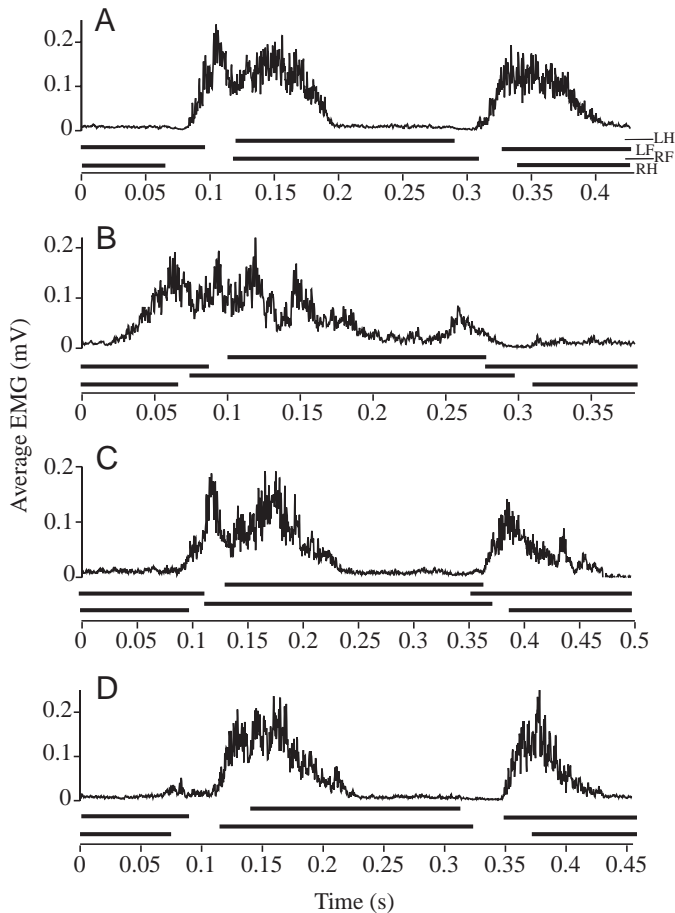 A
0.2
0.1
0
LH
LF
RF
RH
0 0.05 0.1 0.15 0.2 0.25 0.3 0.35 0.4
B
0.2
0.1
0
0 0.05 0.1 0.15 0.2 0.25 0.3 0.35
Average EMG (mV)
C
0.2
0.1
0
0 0.05 0.1 0.15 0.2 0.25 0.3 0.35 0.4 0.45 0.5
D
0.2
0.1
0
0 0.05 0.1 0.15 0.2 0.25 0.3 0.35 0.4 0.45
Time (s)